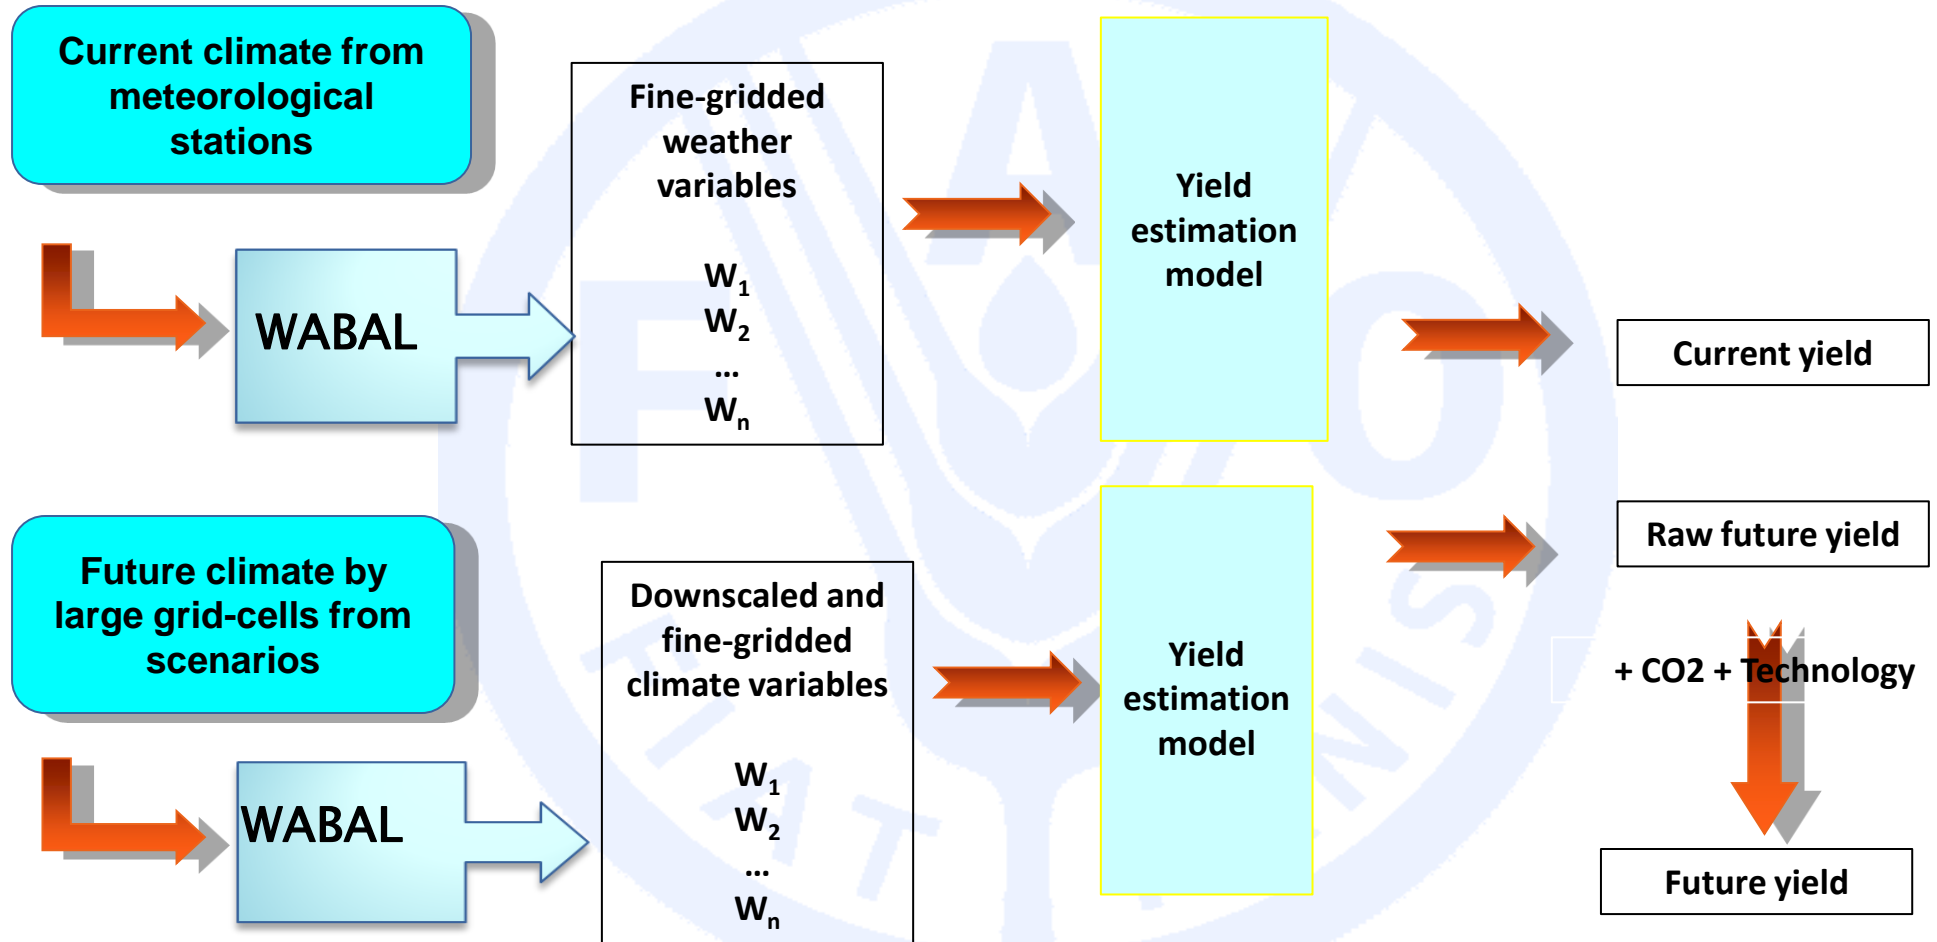 Current climate from
meteorological
stations
WABAL
Fine-gridded
weather
variables
W1
W2
...
Wn
Yield
estimation
model
Current yield
Future climate by
large grid-cells from
scenarios
WABAL
Downscaled and
fine-gridded
climate variables
W1
W2
...
Wn
Yield
estimation
model
Raw future yield
+ CO2 + Technology
Future yield
F A O
FIAT PANIS